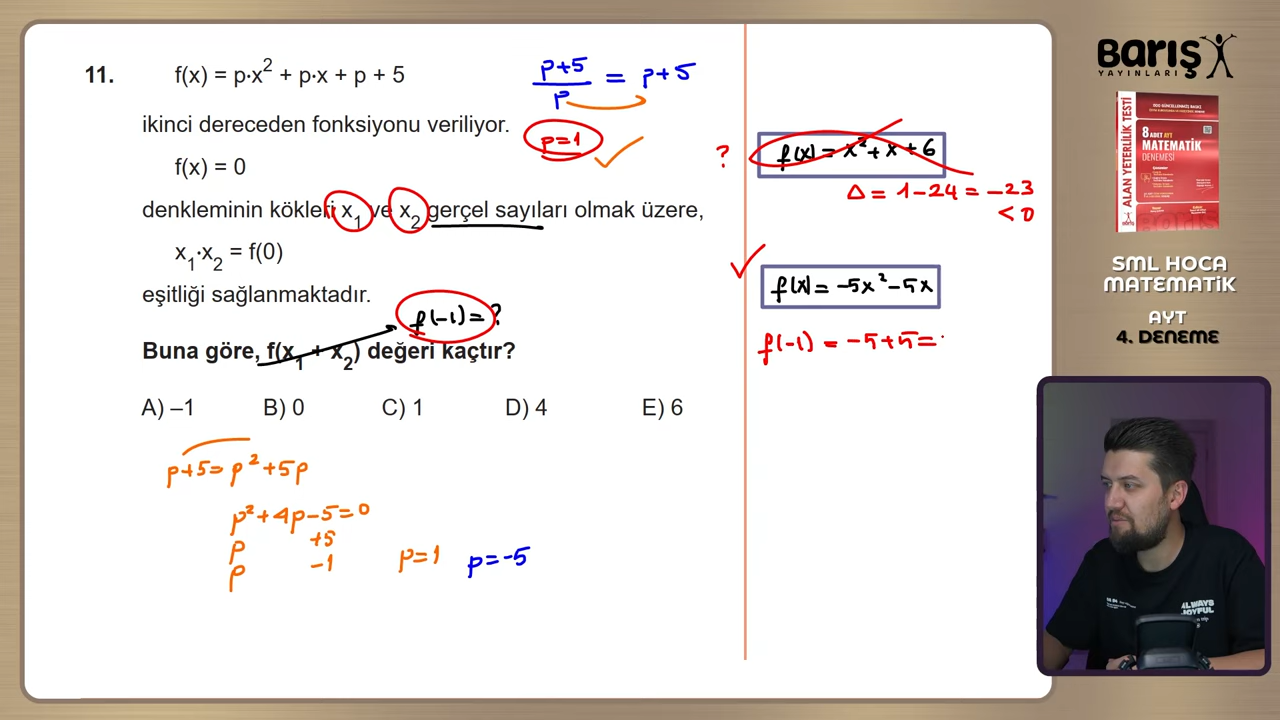 11. f(x) = p·x² + p·x + p + 5
ikinci dereceden fonksiyonu veriliyor.
f(x) = 0
denkleminin kökleri x₁ ve x₂ gerçel sayıları olmak üzere,
x₁·x₂ = f(0)
eşitliği sağlanmaktadır.
f(-1) = ?
Buna göre, f(x₁ + x₂) değeri kaçtır?
A) –1 B) 0 C) 1 D) 4 E) 6
p+5/p = p+5
p=1
p+5 = p² + 5p
p² + 4p - 5 = 0
p +5
p -1
p=1 p=-5
? f(x) = x² + x + 6
Δ = 1 - 24 = -23
< 0
f(x) = -5x² - 5x
f(-1) = -5+5 =
BARIŞ
YAYINLARI
ALAN YETERLİLİK TESTİ
8 ADET AYT
MATEMATİK
DENEMESİ
SML HOCA
MATEMATİK
AYT
4. DENEME
ALWAYS
JOYFUL